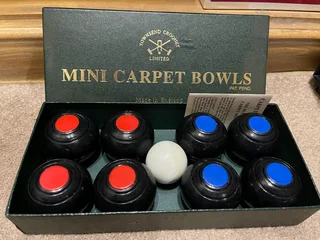 TOWNSEND CROQUET
LIMITED
MINI CARPET BOWLS
PAT. PEND.